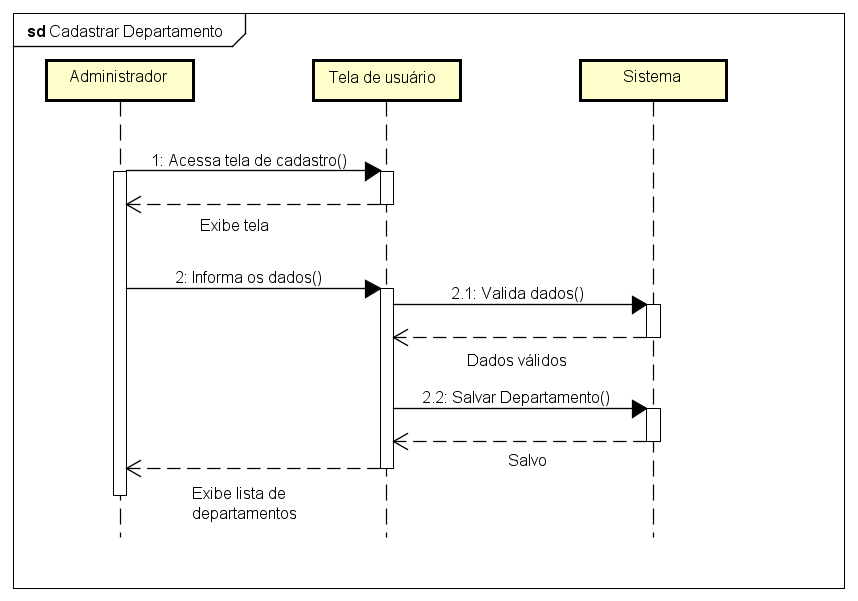 sd Cadastrar Departamento
Administrador
Tela de usuário
Sistema
1: Acessa tela de cadastro()
Exibe tela
2: Informa os dados()
2.1: Valida dados()
Dados válidos
2.2: Salvar Departamento()
Salvo
Exibe lista de
departamentos